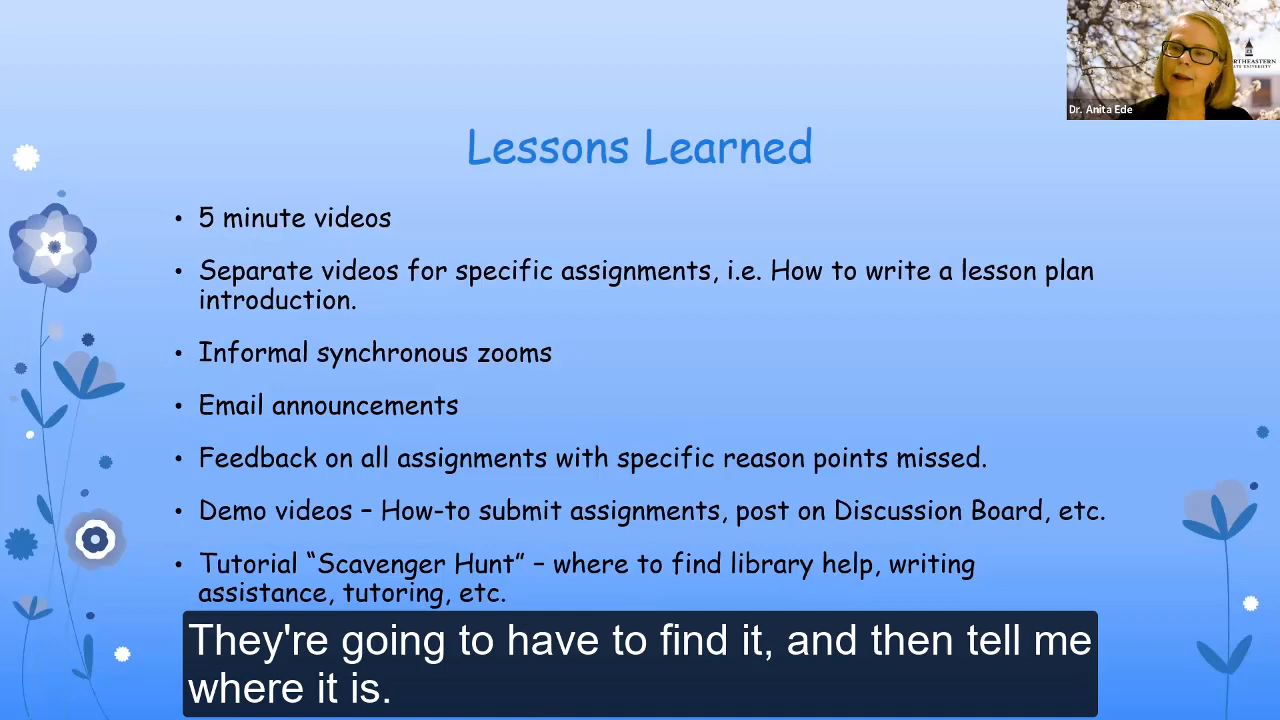 RTHEASTERN
ATE UNIVERSITY
Dr. Anita Ede
Lessons Learned
• 5 minute videos
• Separate videos for specific assignments, i.e. How to write a lesson plan
introduction.
• Informal synchronous zooms
• Email announcements
• Feedback on all assignments with specific reason points missed.
• Demo videos – How-to submit assignments, post on Discussion Board, etc.
• Tutorial “Scavenger Hunt” – where to find library help, writing
assistance, tutoring, etc.
They're going to have to find it, and then tell me
where it is.